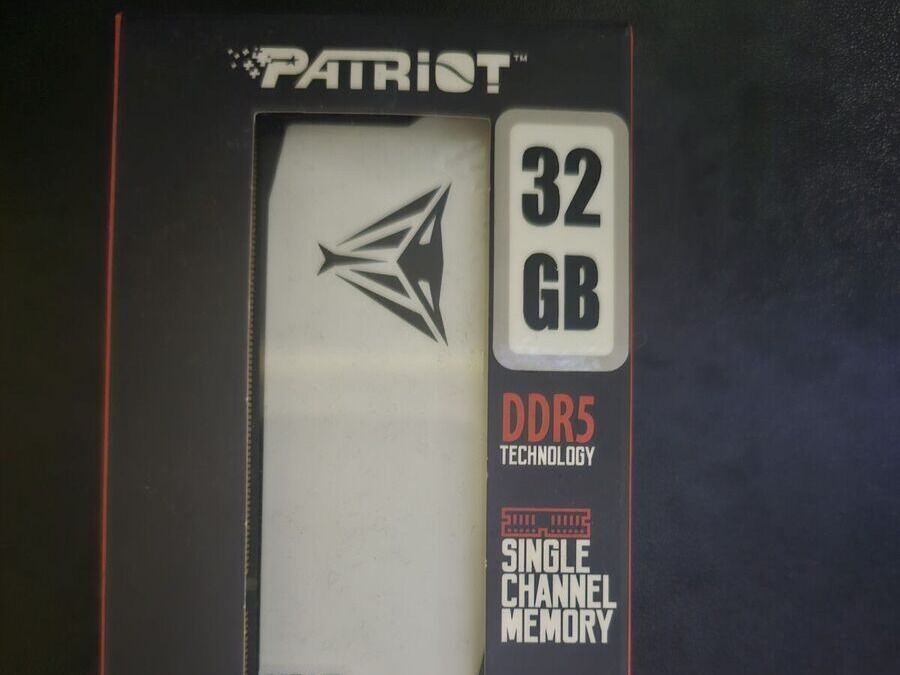 PATRIOT™
32
GB
DDR5
TECHNOLOGY
SINGLE
CHANNEL
MEMORY